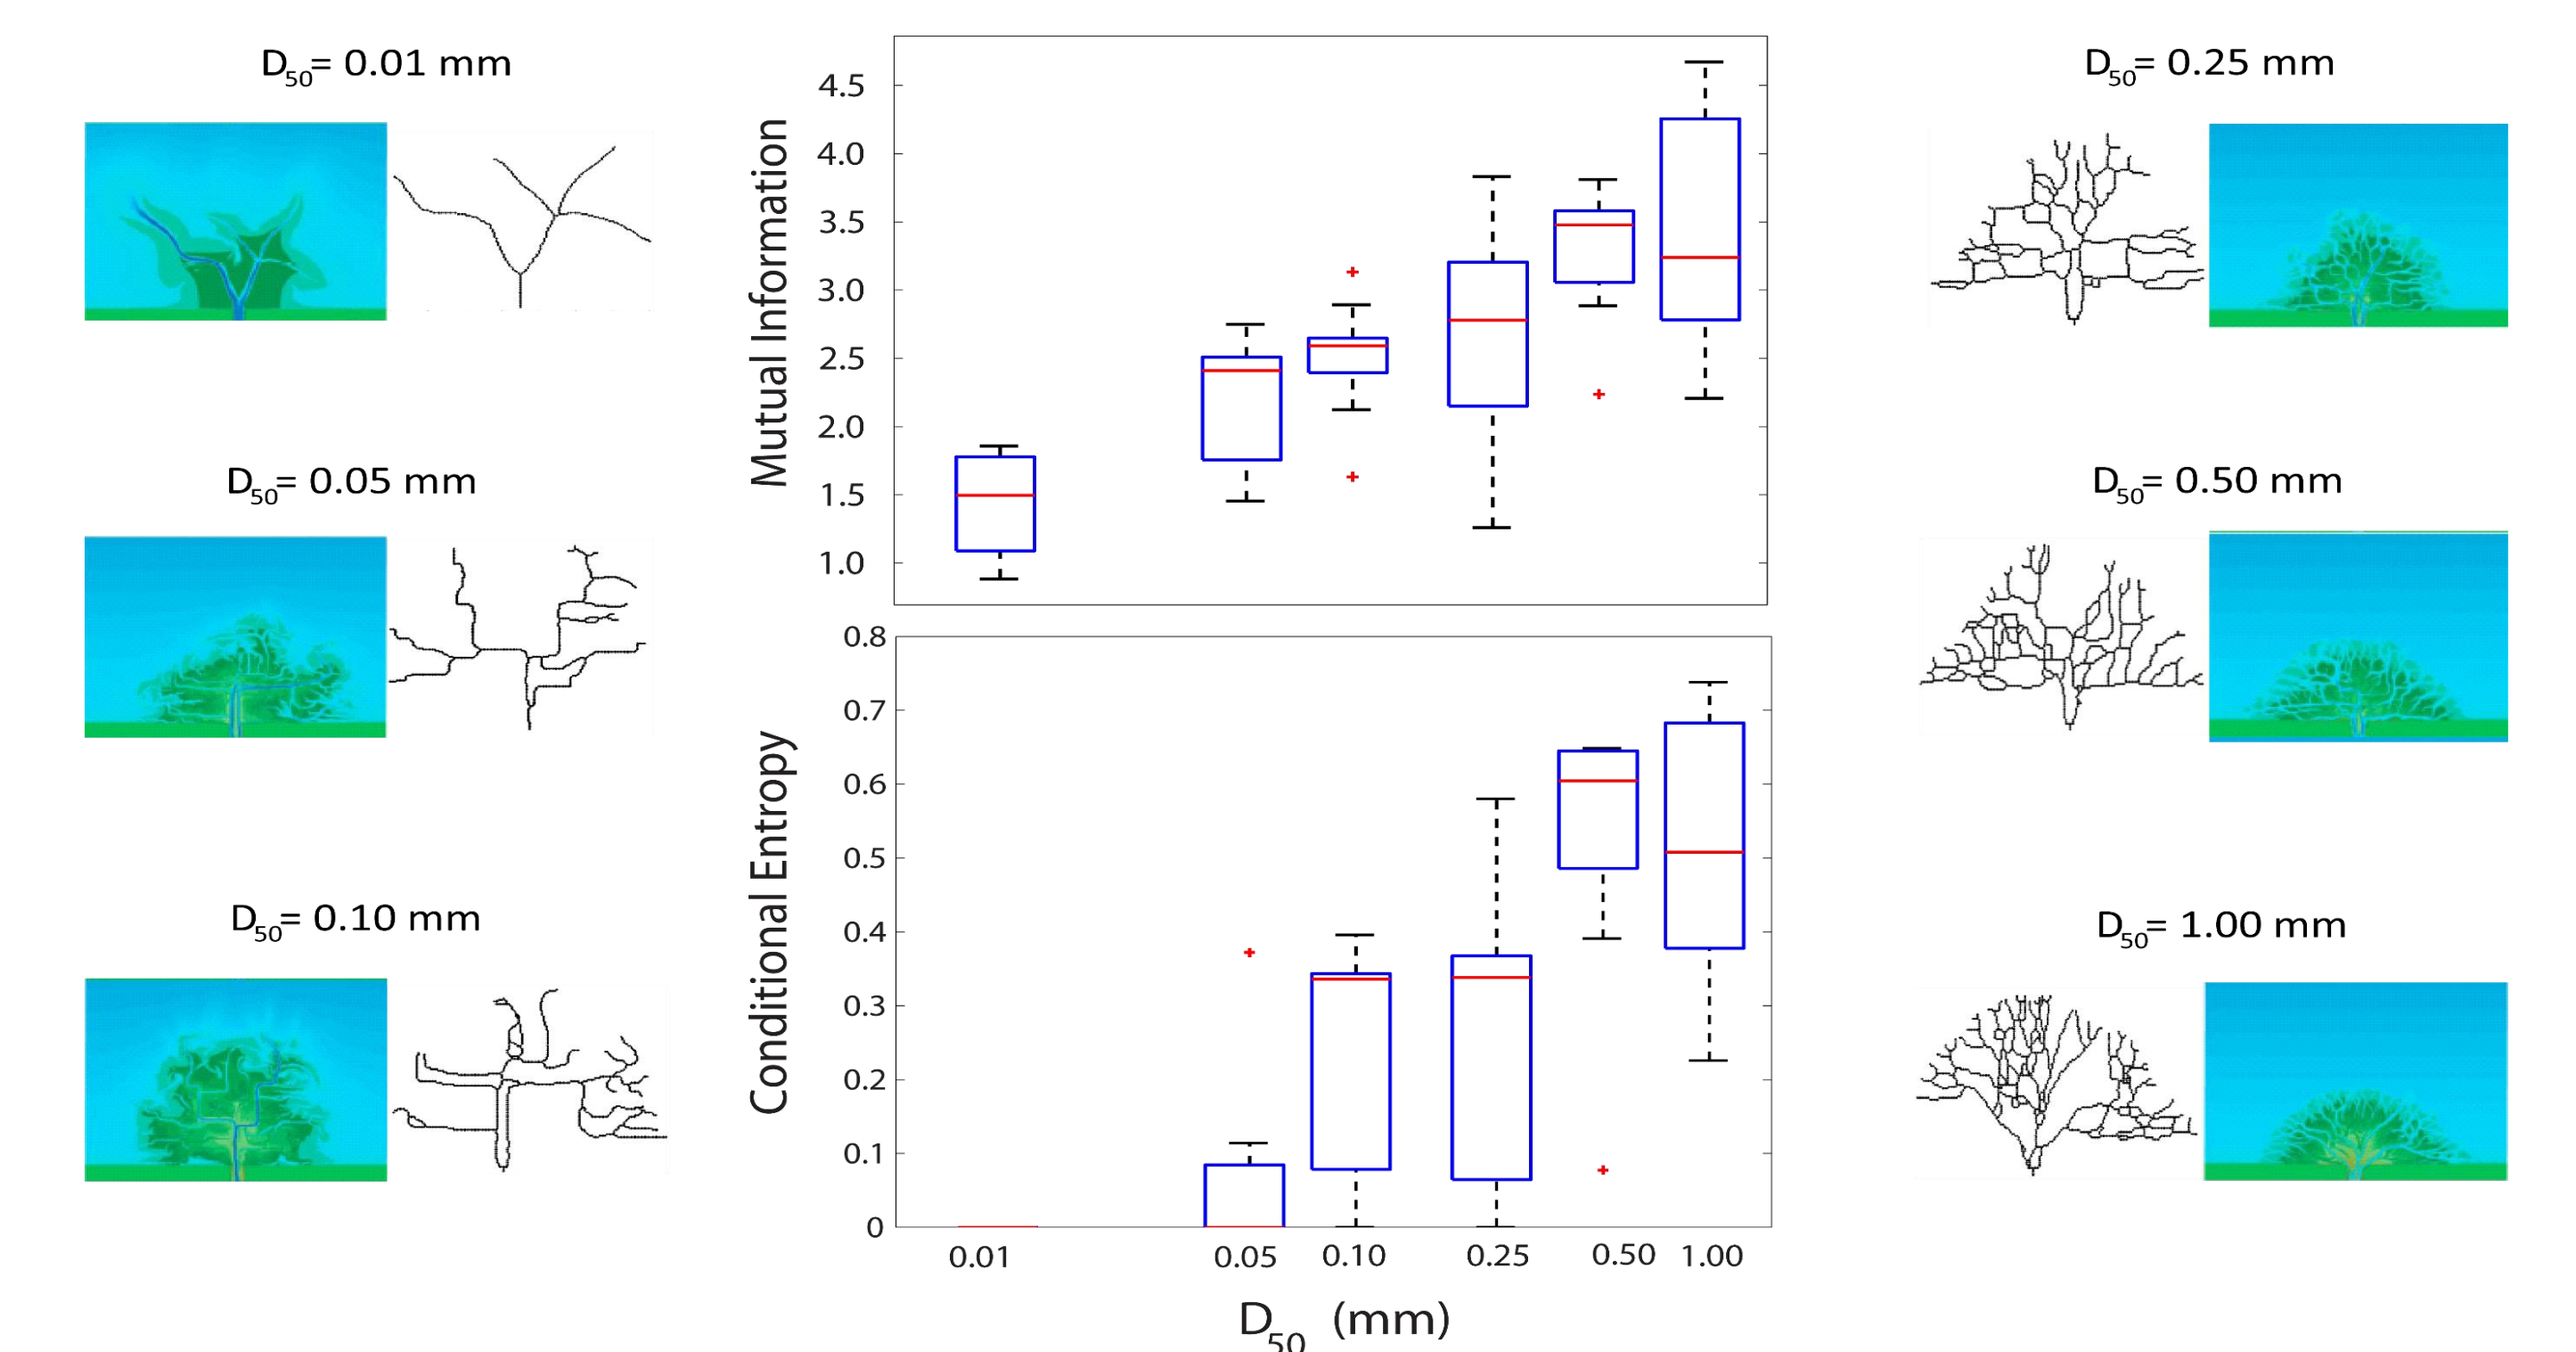 D50= 0.01 mm
D50= 0.05 mm
D50= 0.10 mm
Mutual Information
4.5
4.0
3.5
3.0
2.5
2.0
1.5
1.0
Conditional Entropy
0.8
0.7
0.6
0.5
0.4
0.3
0.2
0.1
0
0.01 0.05 0.10 0.25 0.50 1.00
D50 (mm)
D50= 0.25 mm
D50= 0.50 mm
D50= 1.00 mm